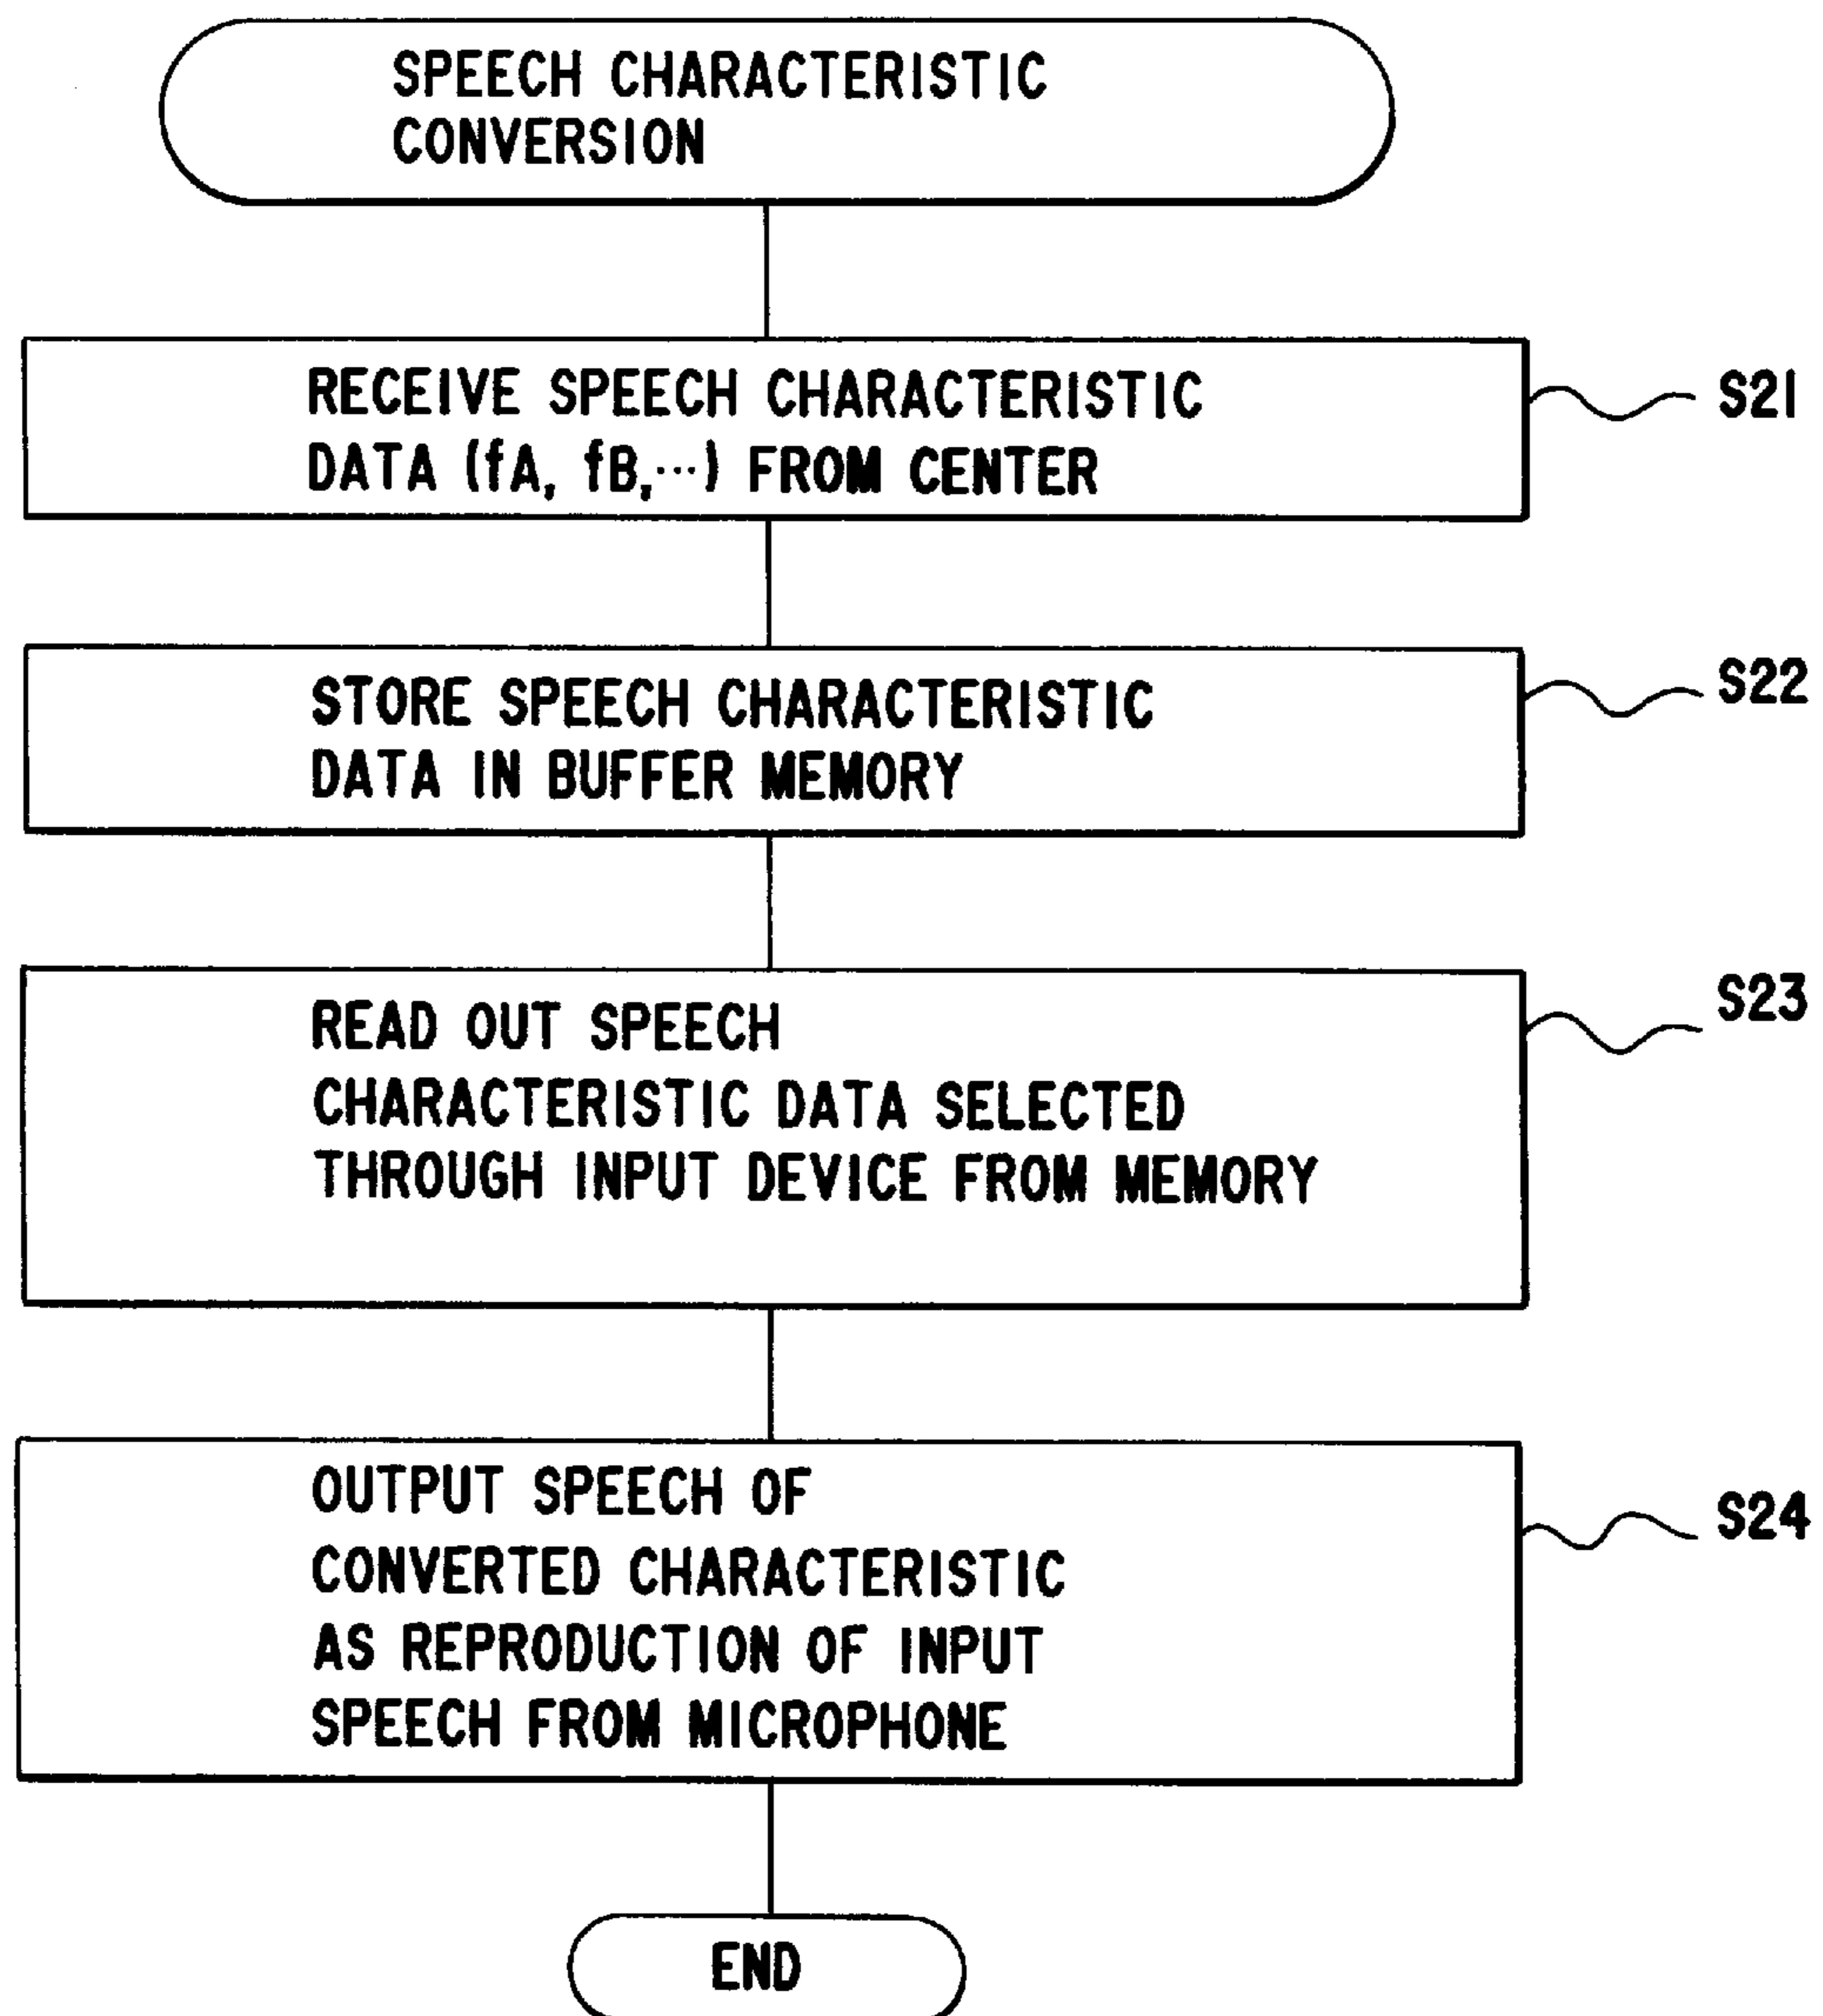 SPEECH CHARACTERISTIC
CONVERSION
RECEIVE SPEECH CHARACTERISTIC
DATA (fA, fB,···) FROM CENTER
S21
STORE SPEECH CHARACTERISTIC
DATA IN BUFFER MEMORY
S22
READ OUT SPEECH
CHARACTERISTIC DATA SELECTED
THROUGH INPUT DEVICE FROM MEMORY
S23
OUTPUT SPEECH OF
CONVERTED CHARACTERISTIC
AS REPRODUCTION OF INPUT
SPEECH FROM MICROPHONE
S24
END